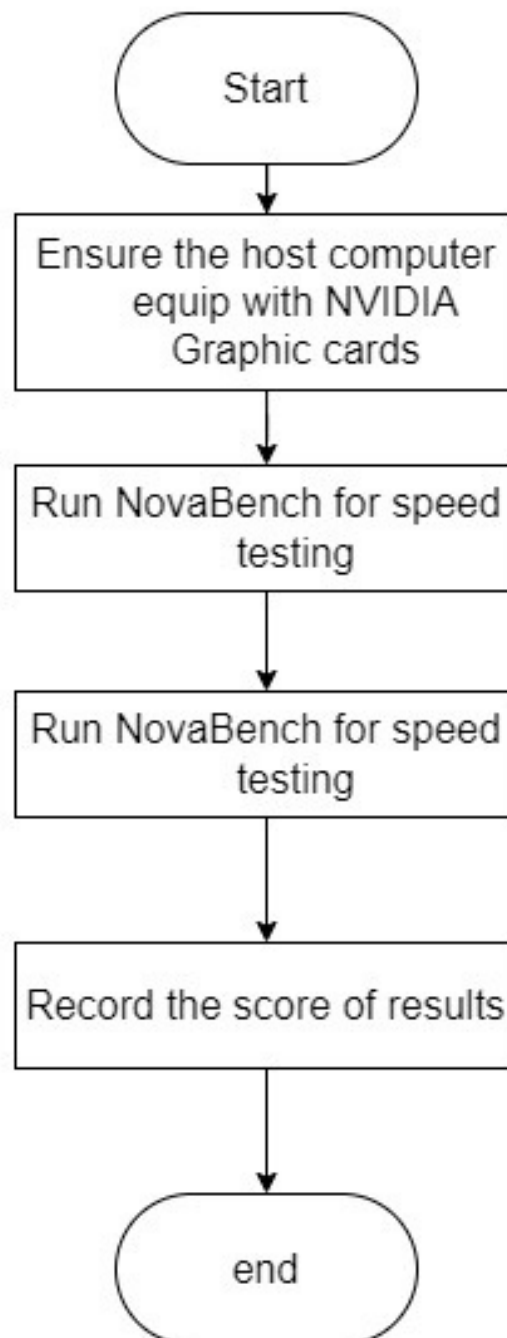 Start
Ensure the host computer
equip with NVIDIA
Graphic cards
Run NovaBench for speed
testing
Run NovaBench for speed
testing
Record the score of results
end